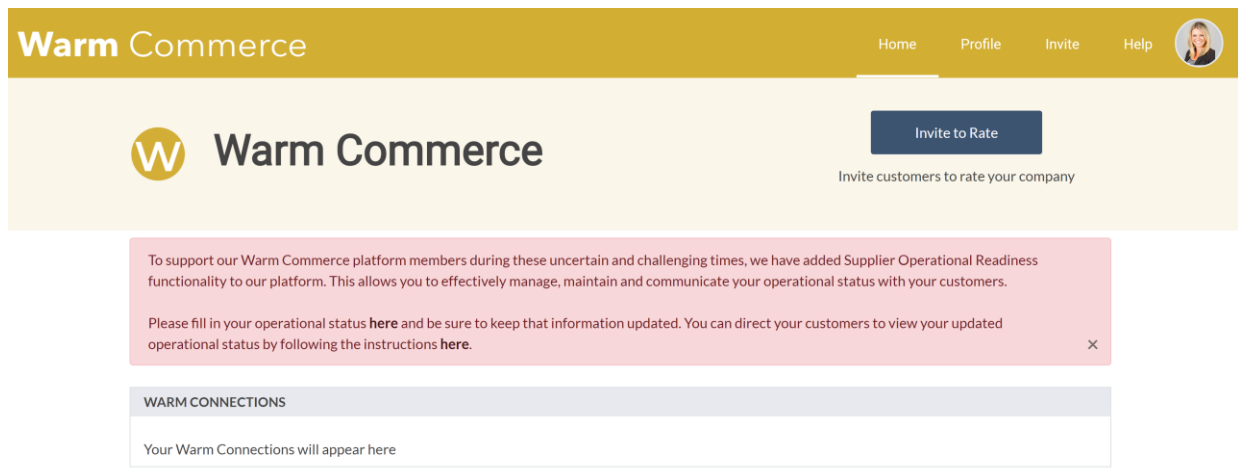 Warm Commerce
Home Profile Invite Help
W Warm Commerce
Invite to Rate
Invite customers to rate your company
To support our Warm Commerce platform members during these uncertain and challenging times, we have added Supplier Operational Readiness
functionality to our platform. This allows you to effectively manage, maintain and communicate your operational status with your customers.
Please fill in your operational status here and be sure to keep that information updated. You can direct your customers to view your updated
operational status by following the instructions here.
WARM CONNECTIONS
Your Warm Connections will appear here